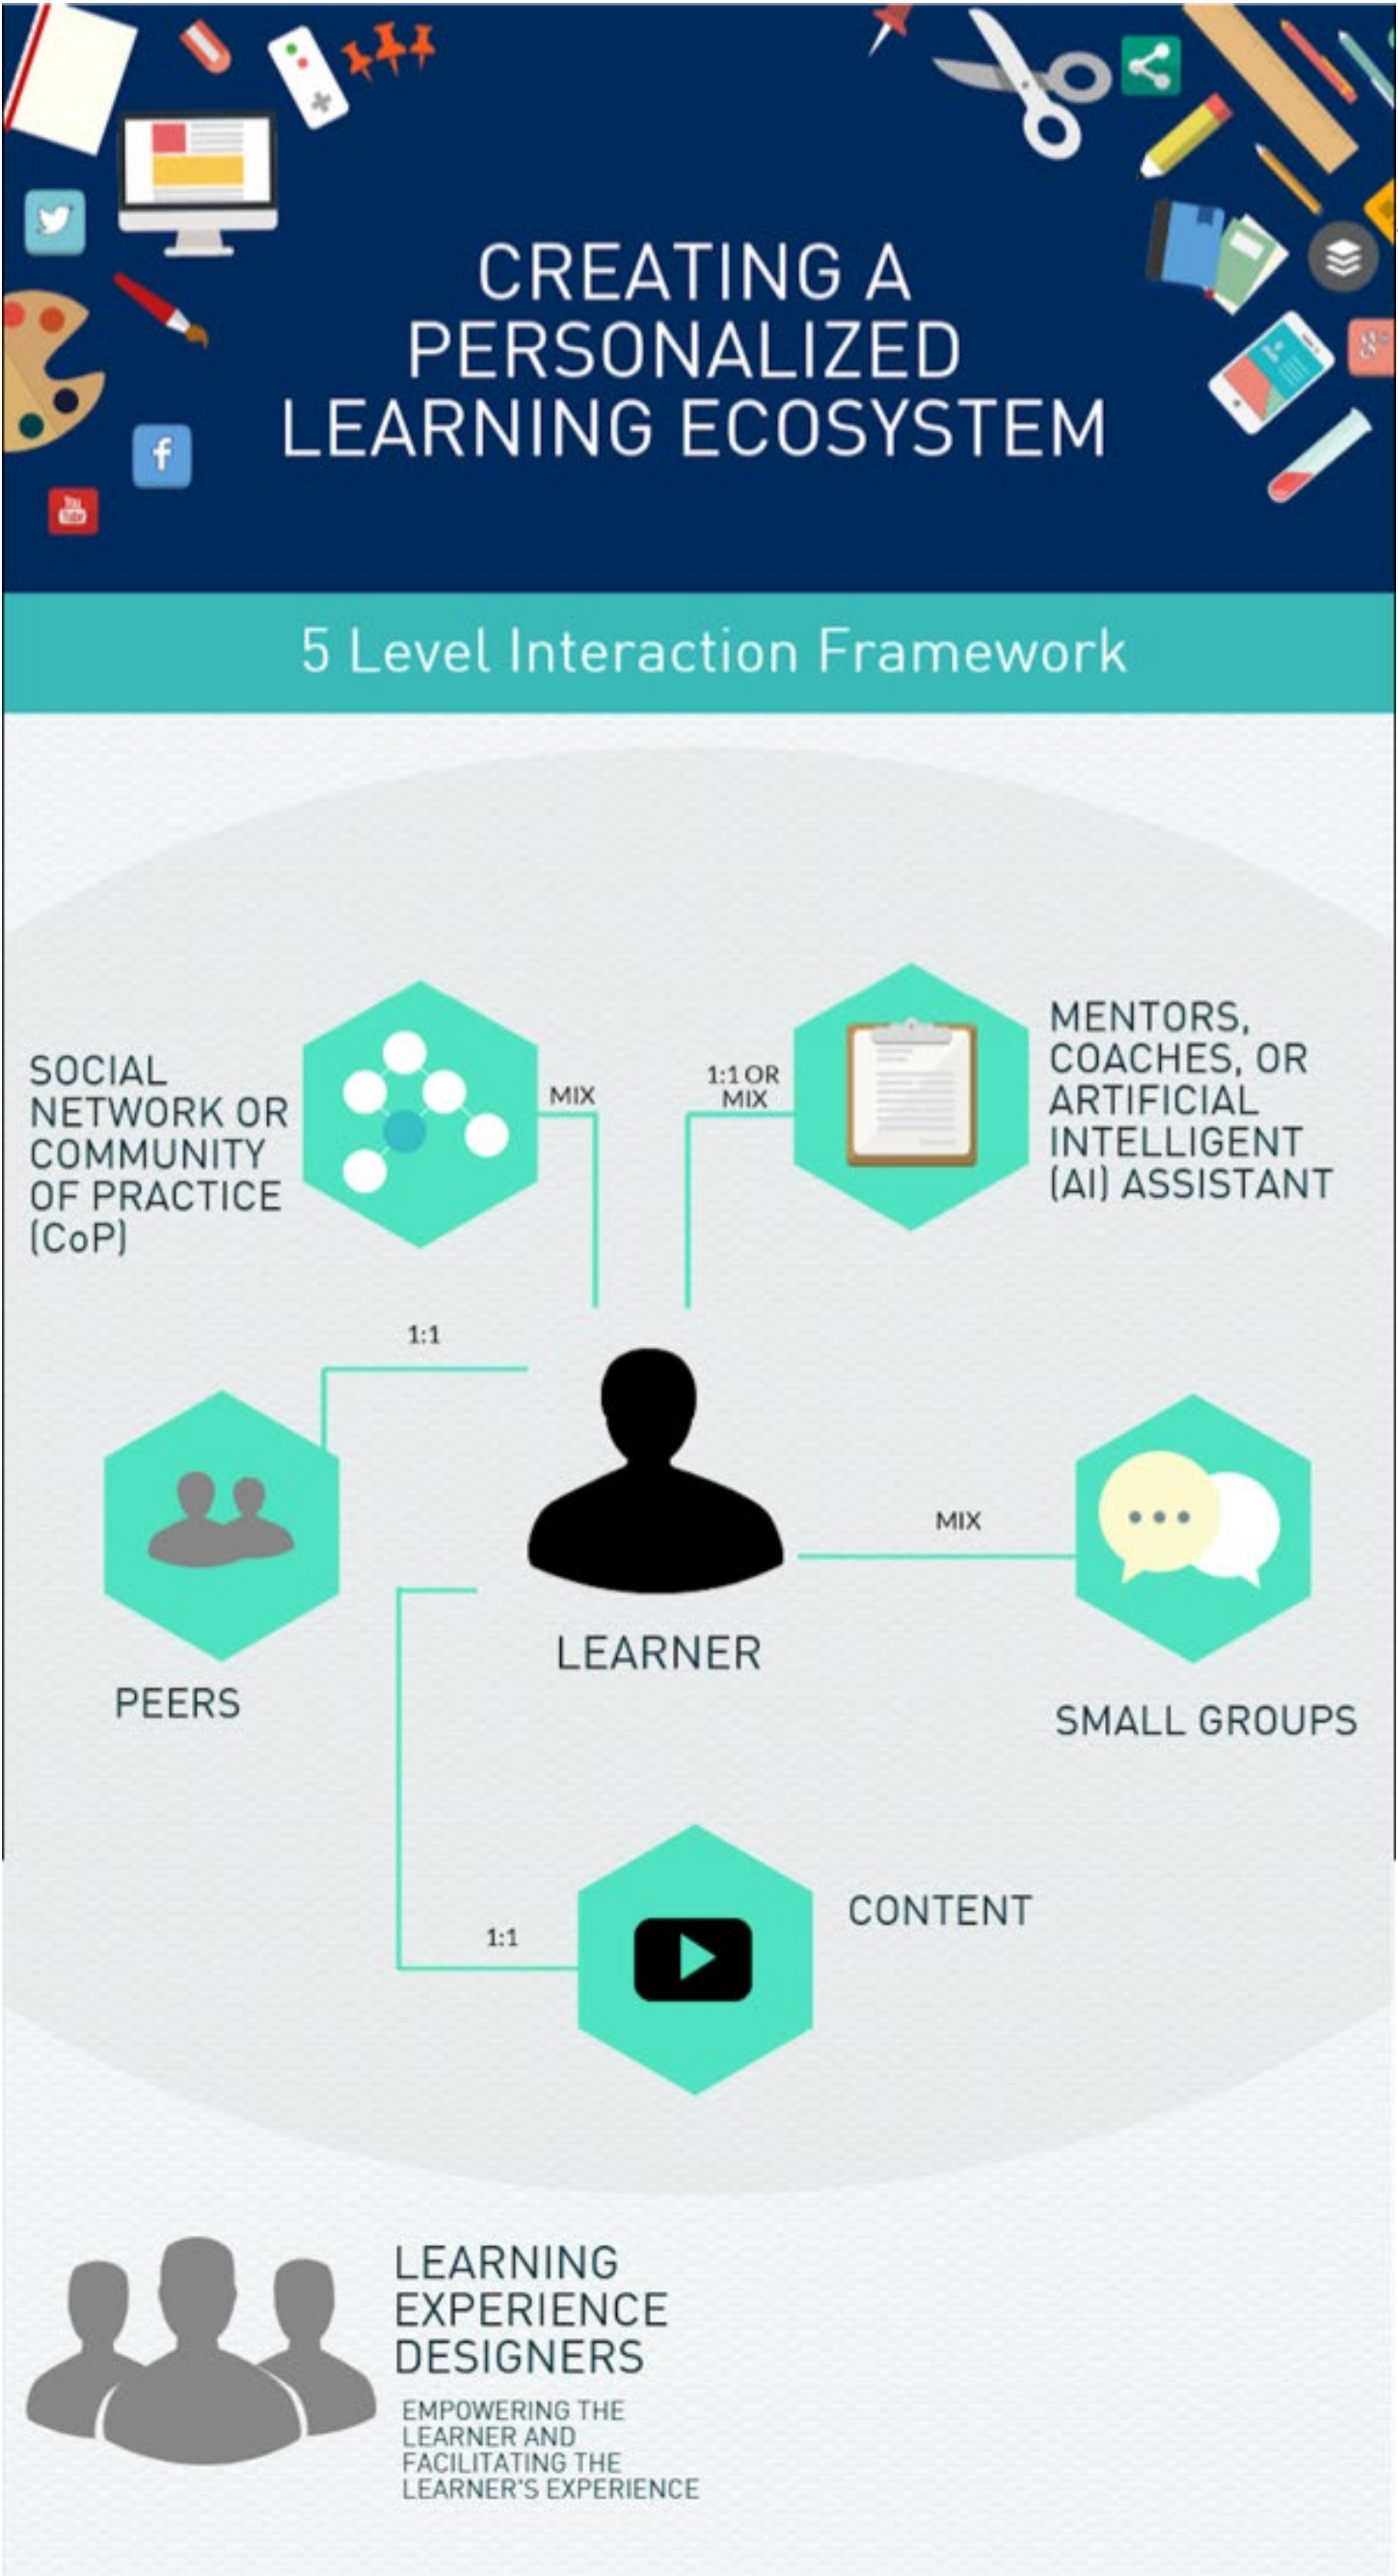 CREATING A
PERSONALIZED
LEARNING ECOSYSTEM
You
Tube
f
g+
5 Level Interaction Framework
SOCIAL
NETWORK OR
COMMUNITY
OF PRACTICE
(CoP)
MIX
1:1 OR
MIX
MENTORS,
COACHES, OR
ARTIFICIAL
INTELLIGENT
(AI) ASSISTANT
1:1
MIX
LEARNER
PEERS
SMALL GROUPS
CONTENT
1:1
LEARNING
EXPERIENCE
DESIGNERS
EMPOWERING THE
LEARNER AND
FACILITATING THE
LEARNER'S EXPERIENCE